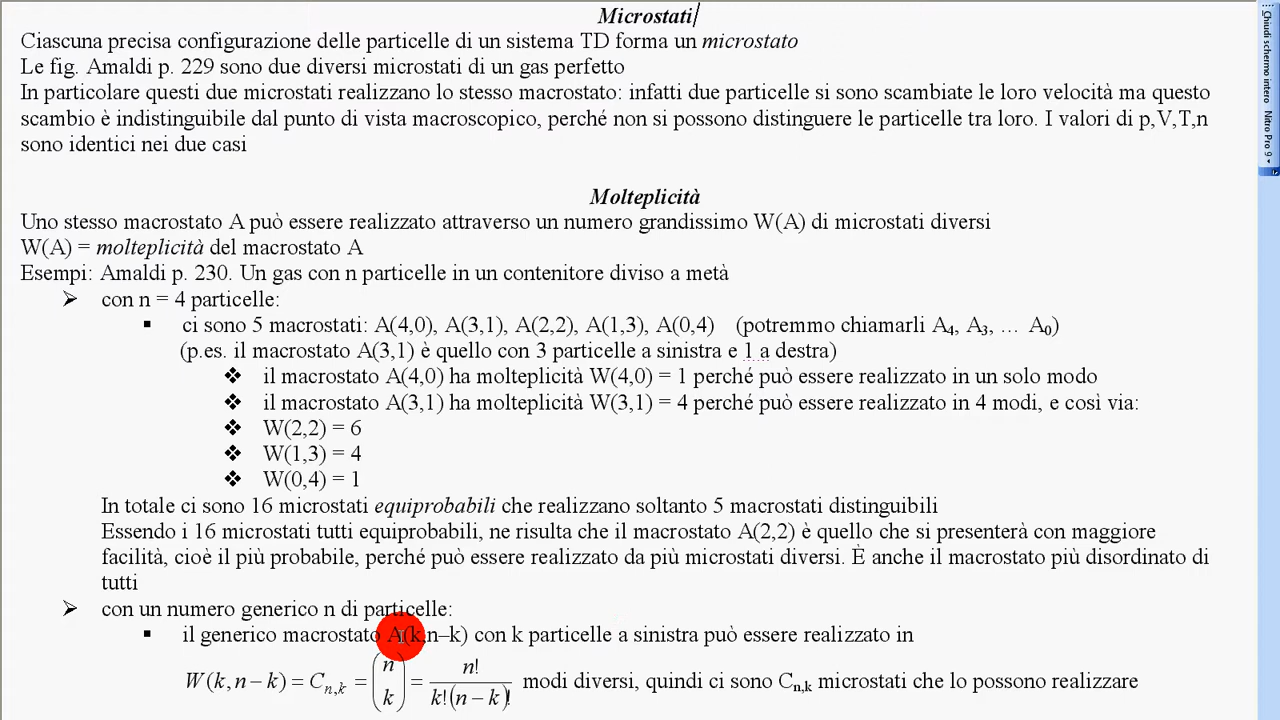 Microstati
Ciascuna precisa configurazione delle particelle di un sistema TD forma un microstato
Le fig. Amaldi p. 229 sono due diversi microstati di un gas perfetto
In particolare questi due microstati realizzano lo stesso macrostato: infatti due particelle si sono scambiate le loro velocità ma questo
scambio è indistinguibile dal punto di vista macroscopico, perché non si possono distinguere le particelle tra loro. I valori di p,V,T,n
sono identici nei due casi
Molteplicità
Uno stesso macrostato A può essere realizzato attraverso un numero grandissimo W(A) di microstati diversi
W(A) = molteplicità del macrostato A
Esempi: Amaldi p. 230. Un gas con n particelle in un contenitore diviso a metà
➢ con n = 4 particelle:
▪ ci sono 5 macrostati: A(4,0), A(3,1), A(2,2), A(1,3), A(0,4) (potremmo chiamarli A₄, A₃, … A₀)
(p.es. il macrostato A(3,1) è quello con 3 particelle a sinistra e 1 a destra)
❖ il macrostato A(4,0) ha molteplicità W(4,0) = 1 perché può essere realizzato in un solo modo
❖ il macrostato A(3,1) ha molteplicità W(3,1) = 4 perché può essere realizzato in 4 modi, e così via:
❖ W(2,2) = 6
❖ W(1,3) = 4
❖ W(0,4) = 1
In totale ci sono 16 microstati equiprobabili che realizzano soltanto 5 macrostati distinguibili
Essendo i 16 microstati tutti equiprobabili, ne risulta che il macrostato A(2,2) è quello che si presenterà con maggiore
facilità, cioè il più probabile, perché può essere realizzato da più microstati diversi. È anche il macrostato più disordinato di
tutti
➢ con un numero generico n di particelle:
▪ il generico macrostato A(k,n–k) con k particelle a sinistra può essere realizzato in
W(k,n−k) = C_{n,k} = (n k) = n! / k!(n−k)! modi diversi, quindi ci sono C_{n,k} microstati che lo possono realizzare
Chiudi schermo intero Nitro Pro 9